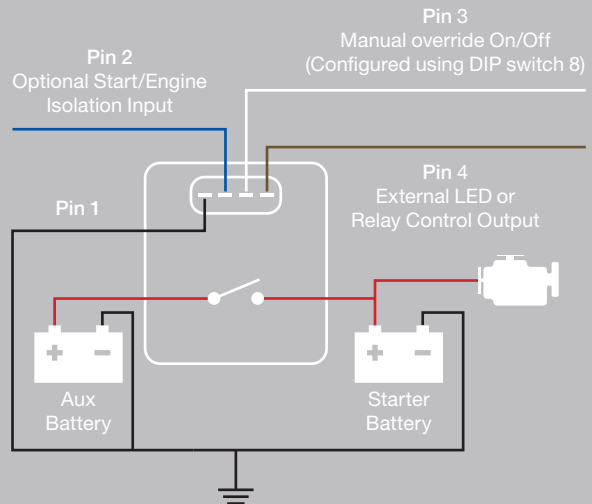 Pin 3
Manual override On/Off
(Configured using DIP switch 8)
Pin 2
Optional Start/Engine
Isolation Input
Pin 1
Pin 4
External LED or
Relay Control Output
+ −
Aux
Battery
+ −
Starter
Battery